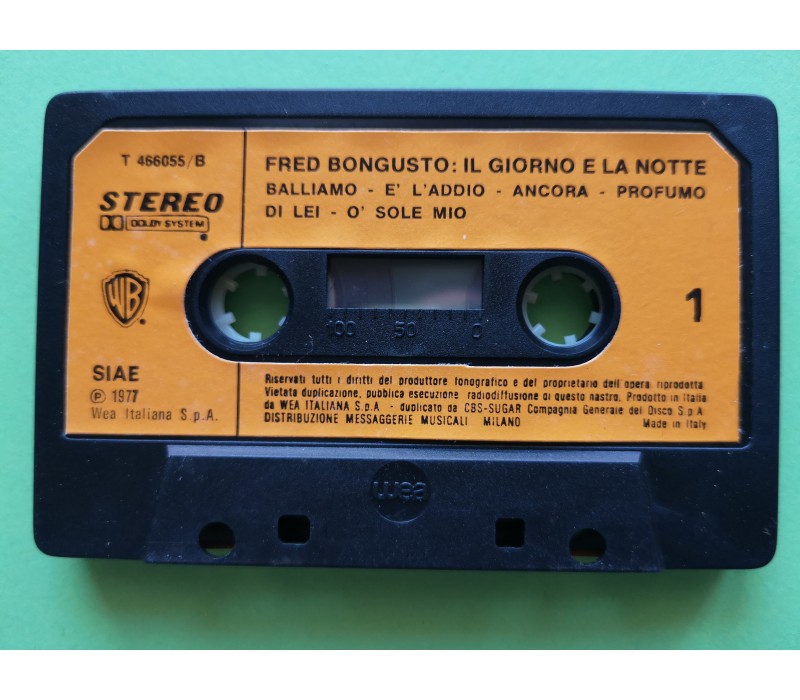 T 466055/B
STEREO
DOLBY SYSTEM
WB
SIAE
℗ 1977
Wea Italiana S.p.A.
FRED BONGUSTO: IL GIORNO E LA NOTTE
BALLIAMO - E' L'ADDIO - ANCORA - PROFUMO
DI LEI - O' SOLE MIO
100 50 0
1
Riservati tutti i diritti del produttore fonografico e del proprietario dell'opera riprodotta
Vietata duplicazione, pubblica esecuzione radiodiffusione di questo nastro. Prodotto in Italia
da WEA ITALIANA S.p.A - duplicato da CBS-SUGAR Compagnia Generale del Disco S.p.A
DISTRIBUZIONE MESSAGGERIE MUSICALI MILANO
Made in Italy
wea